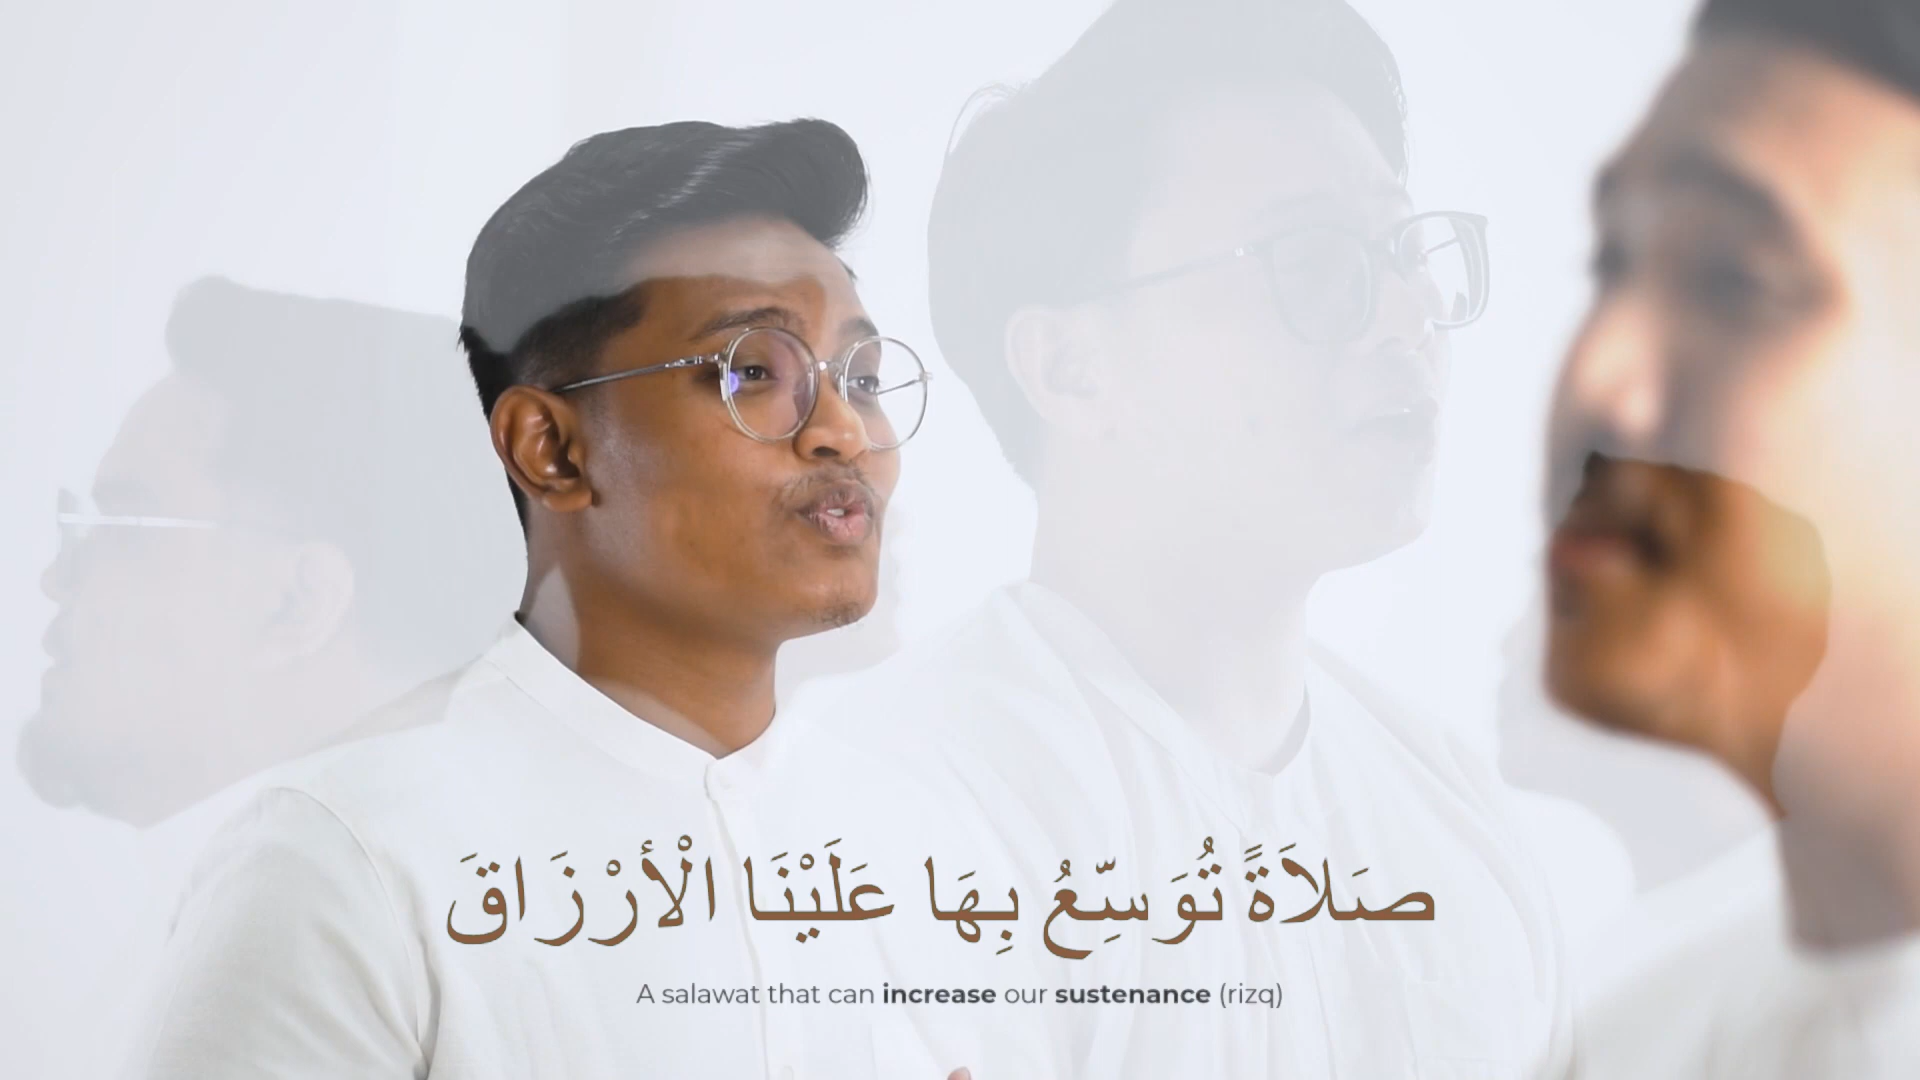 صَلاَةً تُوَسِّعُ بِهَا عَلَيْنَا الْأَرْزَاقَ
A salawat that can increase our sustenance (rizq)